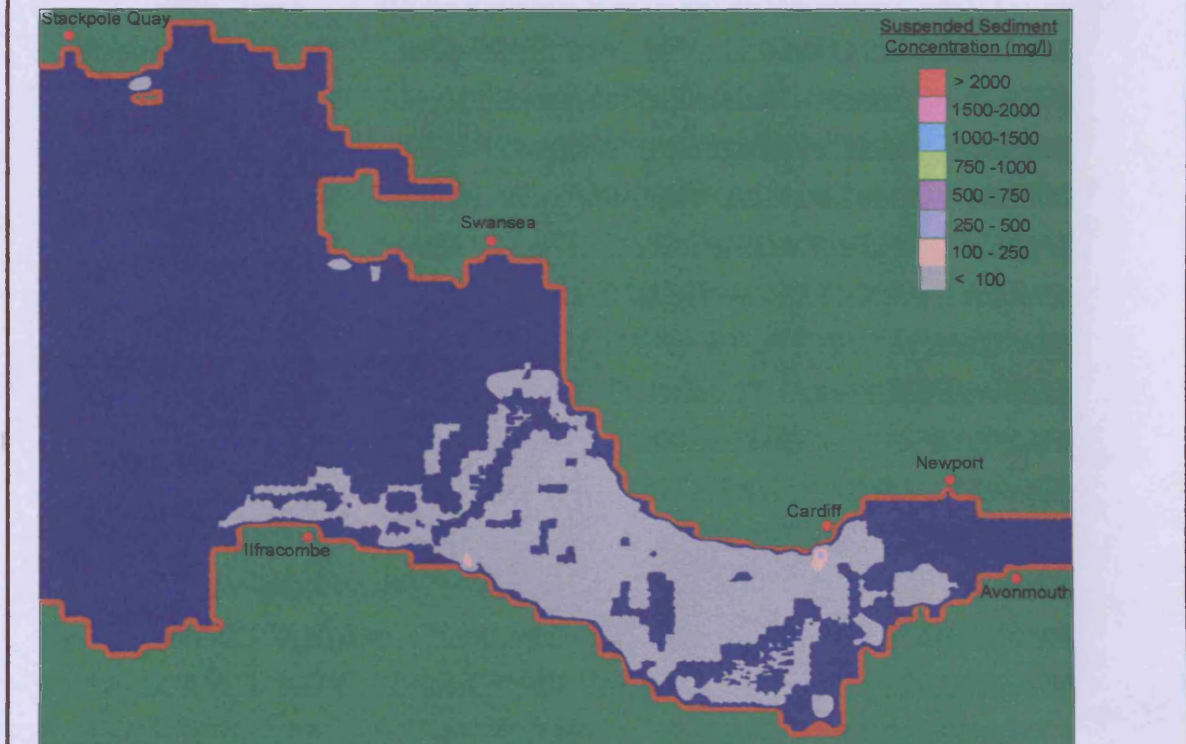 Stackpole Quay
Suspended Sediment
Concentration (mg/l)
> 2000
1500-2000
1000-1500
750 -1000
500 - 750
250 - 500
100 - 250
< 100
Swansea
Newport
Cardiff
Ilfracombe
Avonmouth